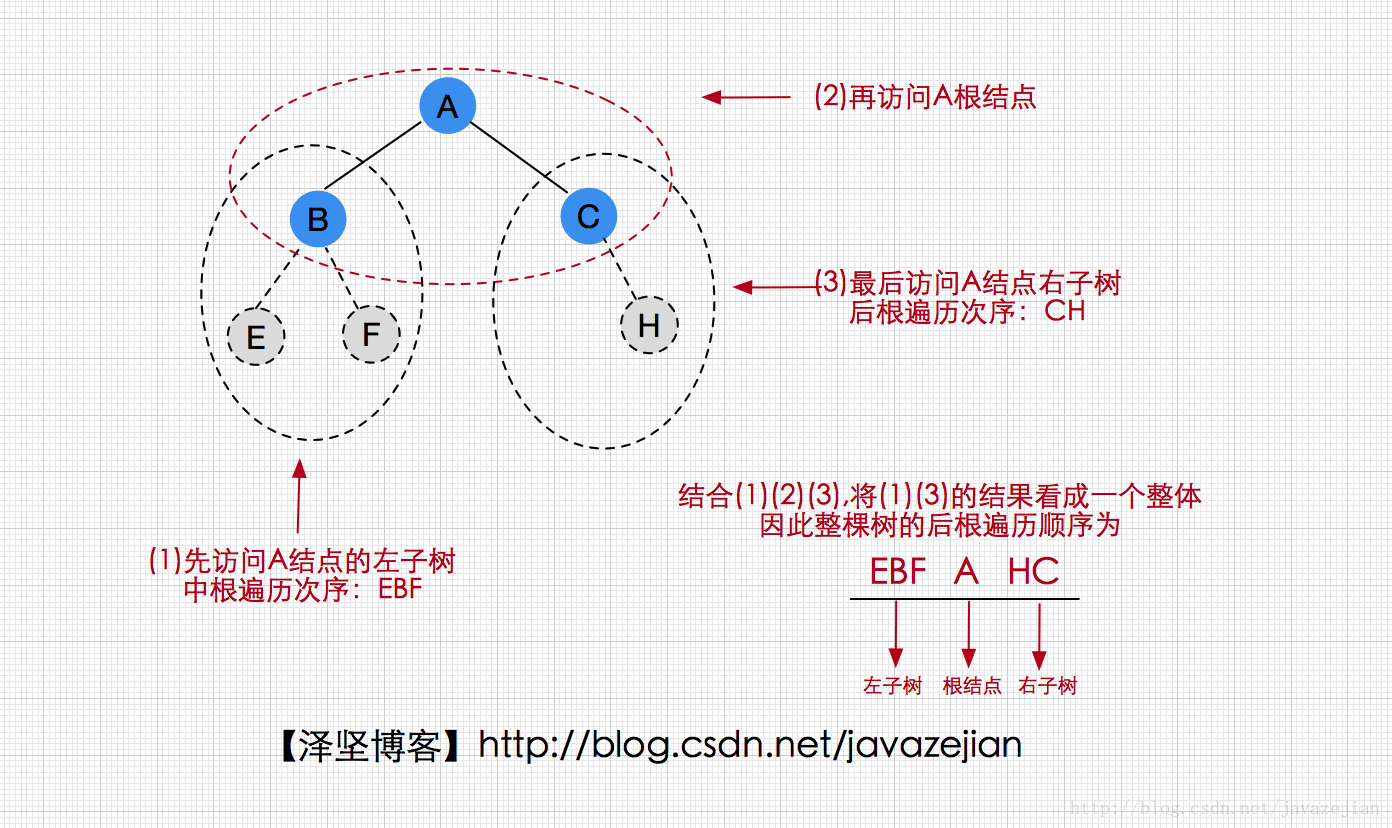 A
(2)再访问A根结点
B
C
(3)最后访问A结点右子树
后根遍历次序：CH
E
F
H
结合(1)(2)(3),将(1)(3)的结果看成一个整体
因此整棵树的后根遍历顺序为
(1)先访问A结点的左子树
中根遍历次序：EBF
EBF A HC
左子树 根结点 右子树
【泽坚博客】http://blog.csdn.net/javazejian
http://blog.csdn.net/javazejian